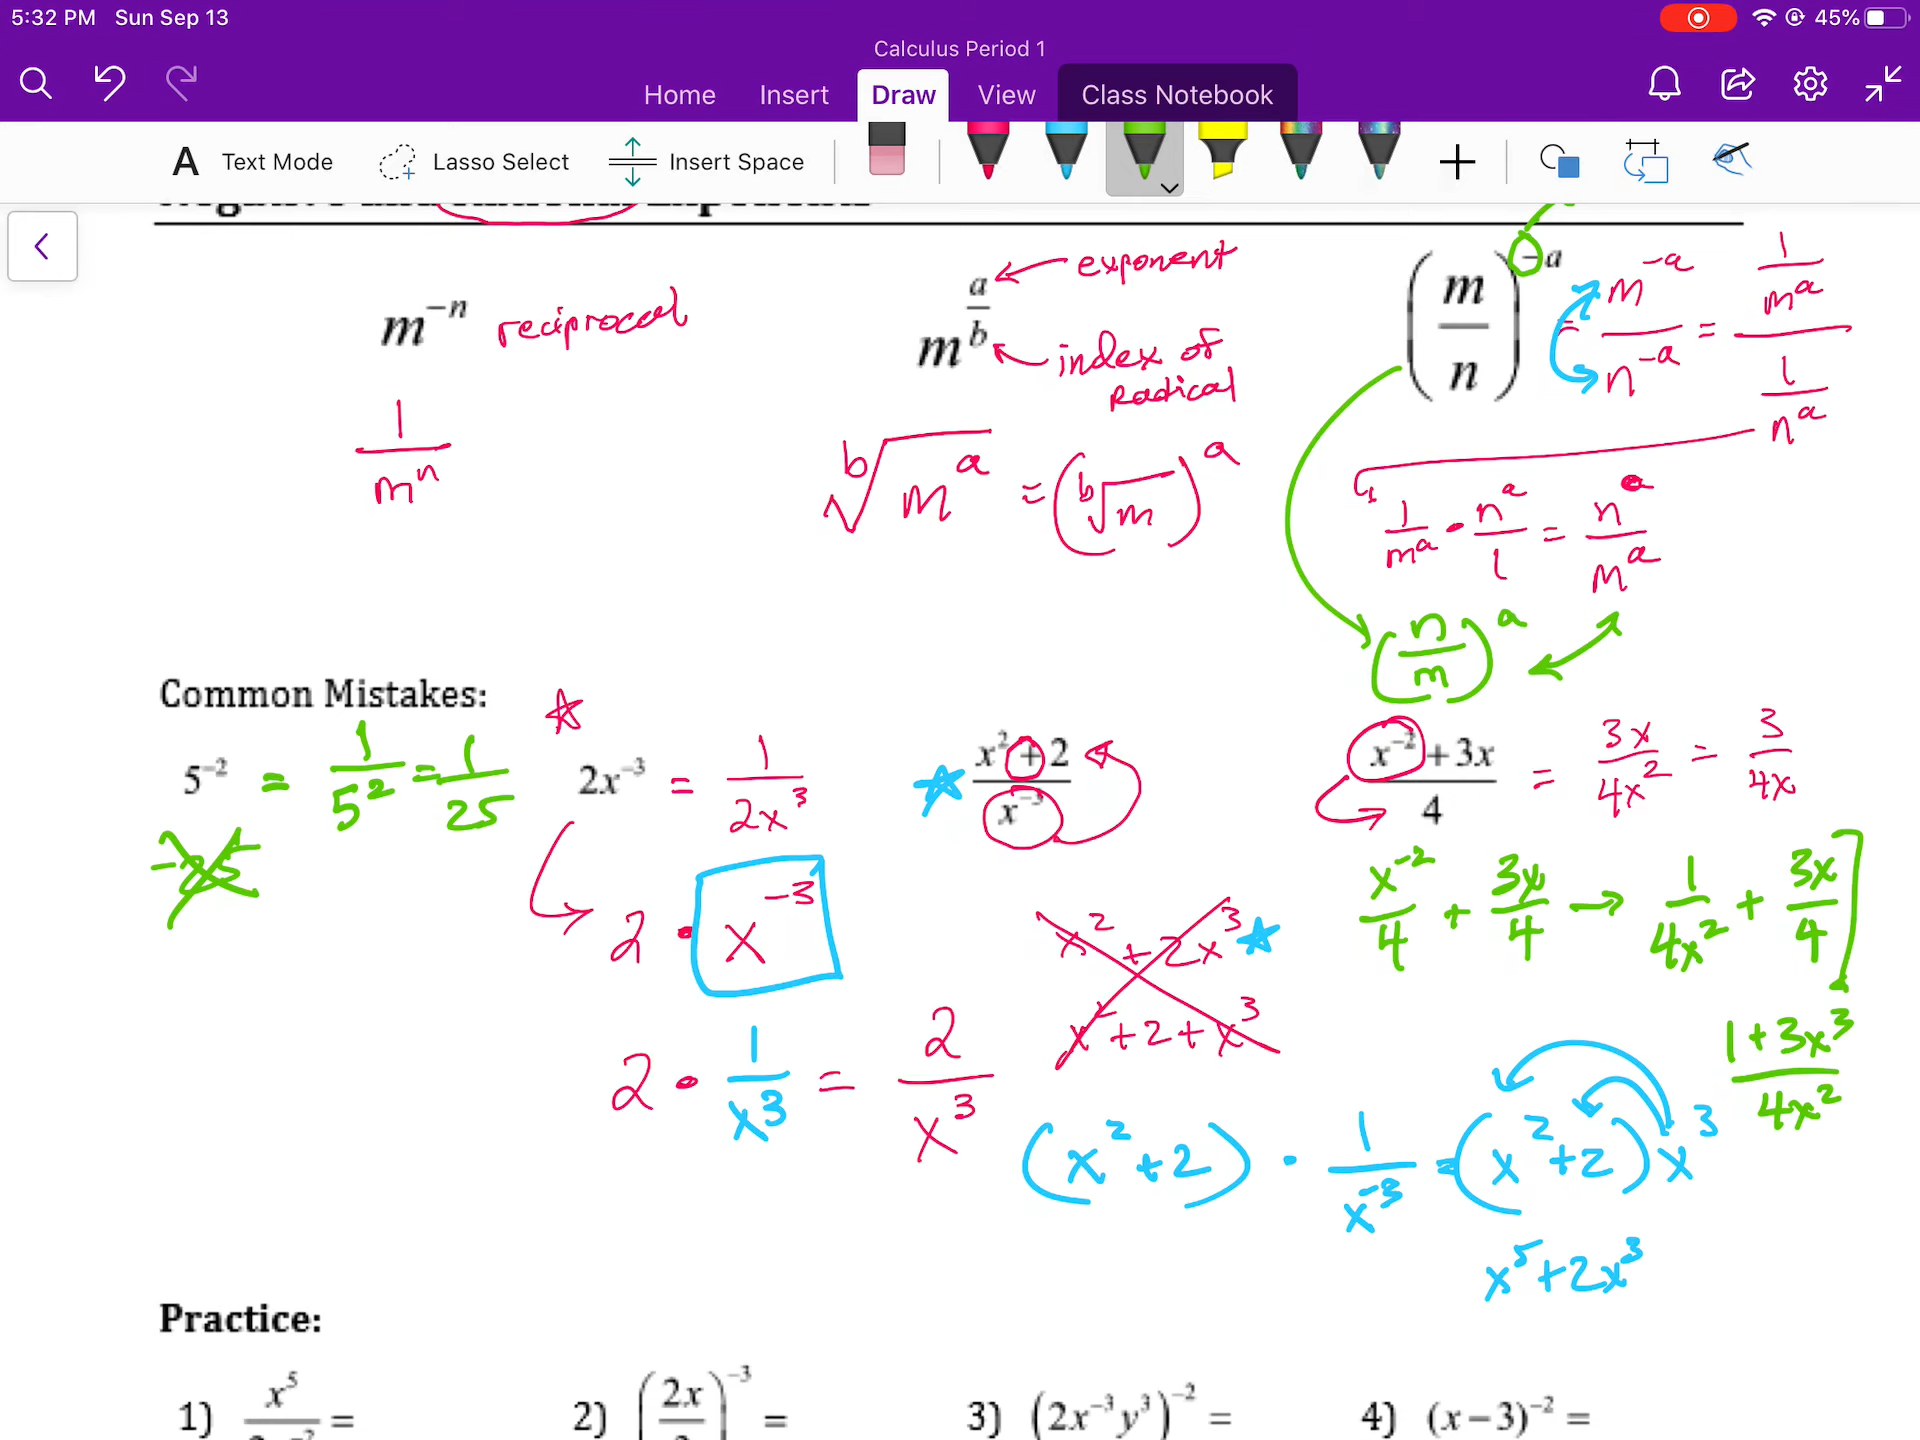 5:32 PM Sun Sep 13
45%
Calculus Period 1
Home Insert Draw View Class Notebook
A Text Mode Lasso Select Insert Space
m^{-n} reciprocal
1/m^n
m^{a/b} ← exponent
← index of Radical
\sqrt[b]{m^a} = (\sqrt[b]{m})^a
(m/n)^{-a} = m^{-a}/n^{-a} = (1/m^a)/(1/n^a)
1/m^a • n^a/1 = n^a/m^a
(n/m)^a
Common Mistakes:
5^{-2} = 1/5^2 = 1/25
2x^{-3} = 1/2x^3
2 • x^{-3}
2 • 1/x^3 = 2/x^3
(x^2+2)/x^{-3}
x^2 + 2x^3
x^2 + 2 + x^3
(x^2+2) • 1/x^{-3} = (x^2+2)x^3
x^5+2x^3
(x^{-2}+3x)/4 = 3x/4x^2 = 3/4x
x^{-2}/4 + 3x/4 → 1/4x^2 + 3x/4
(1+3x^3)/4x^2
Practice:
1) x^5 =
2) (2x)^{-3} =
3) (2x^{-3}y^3)^{-2} =
4) (x−3)^{-2} =